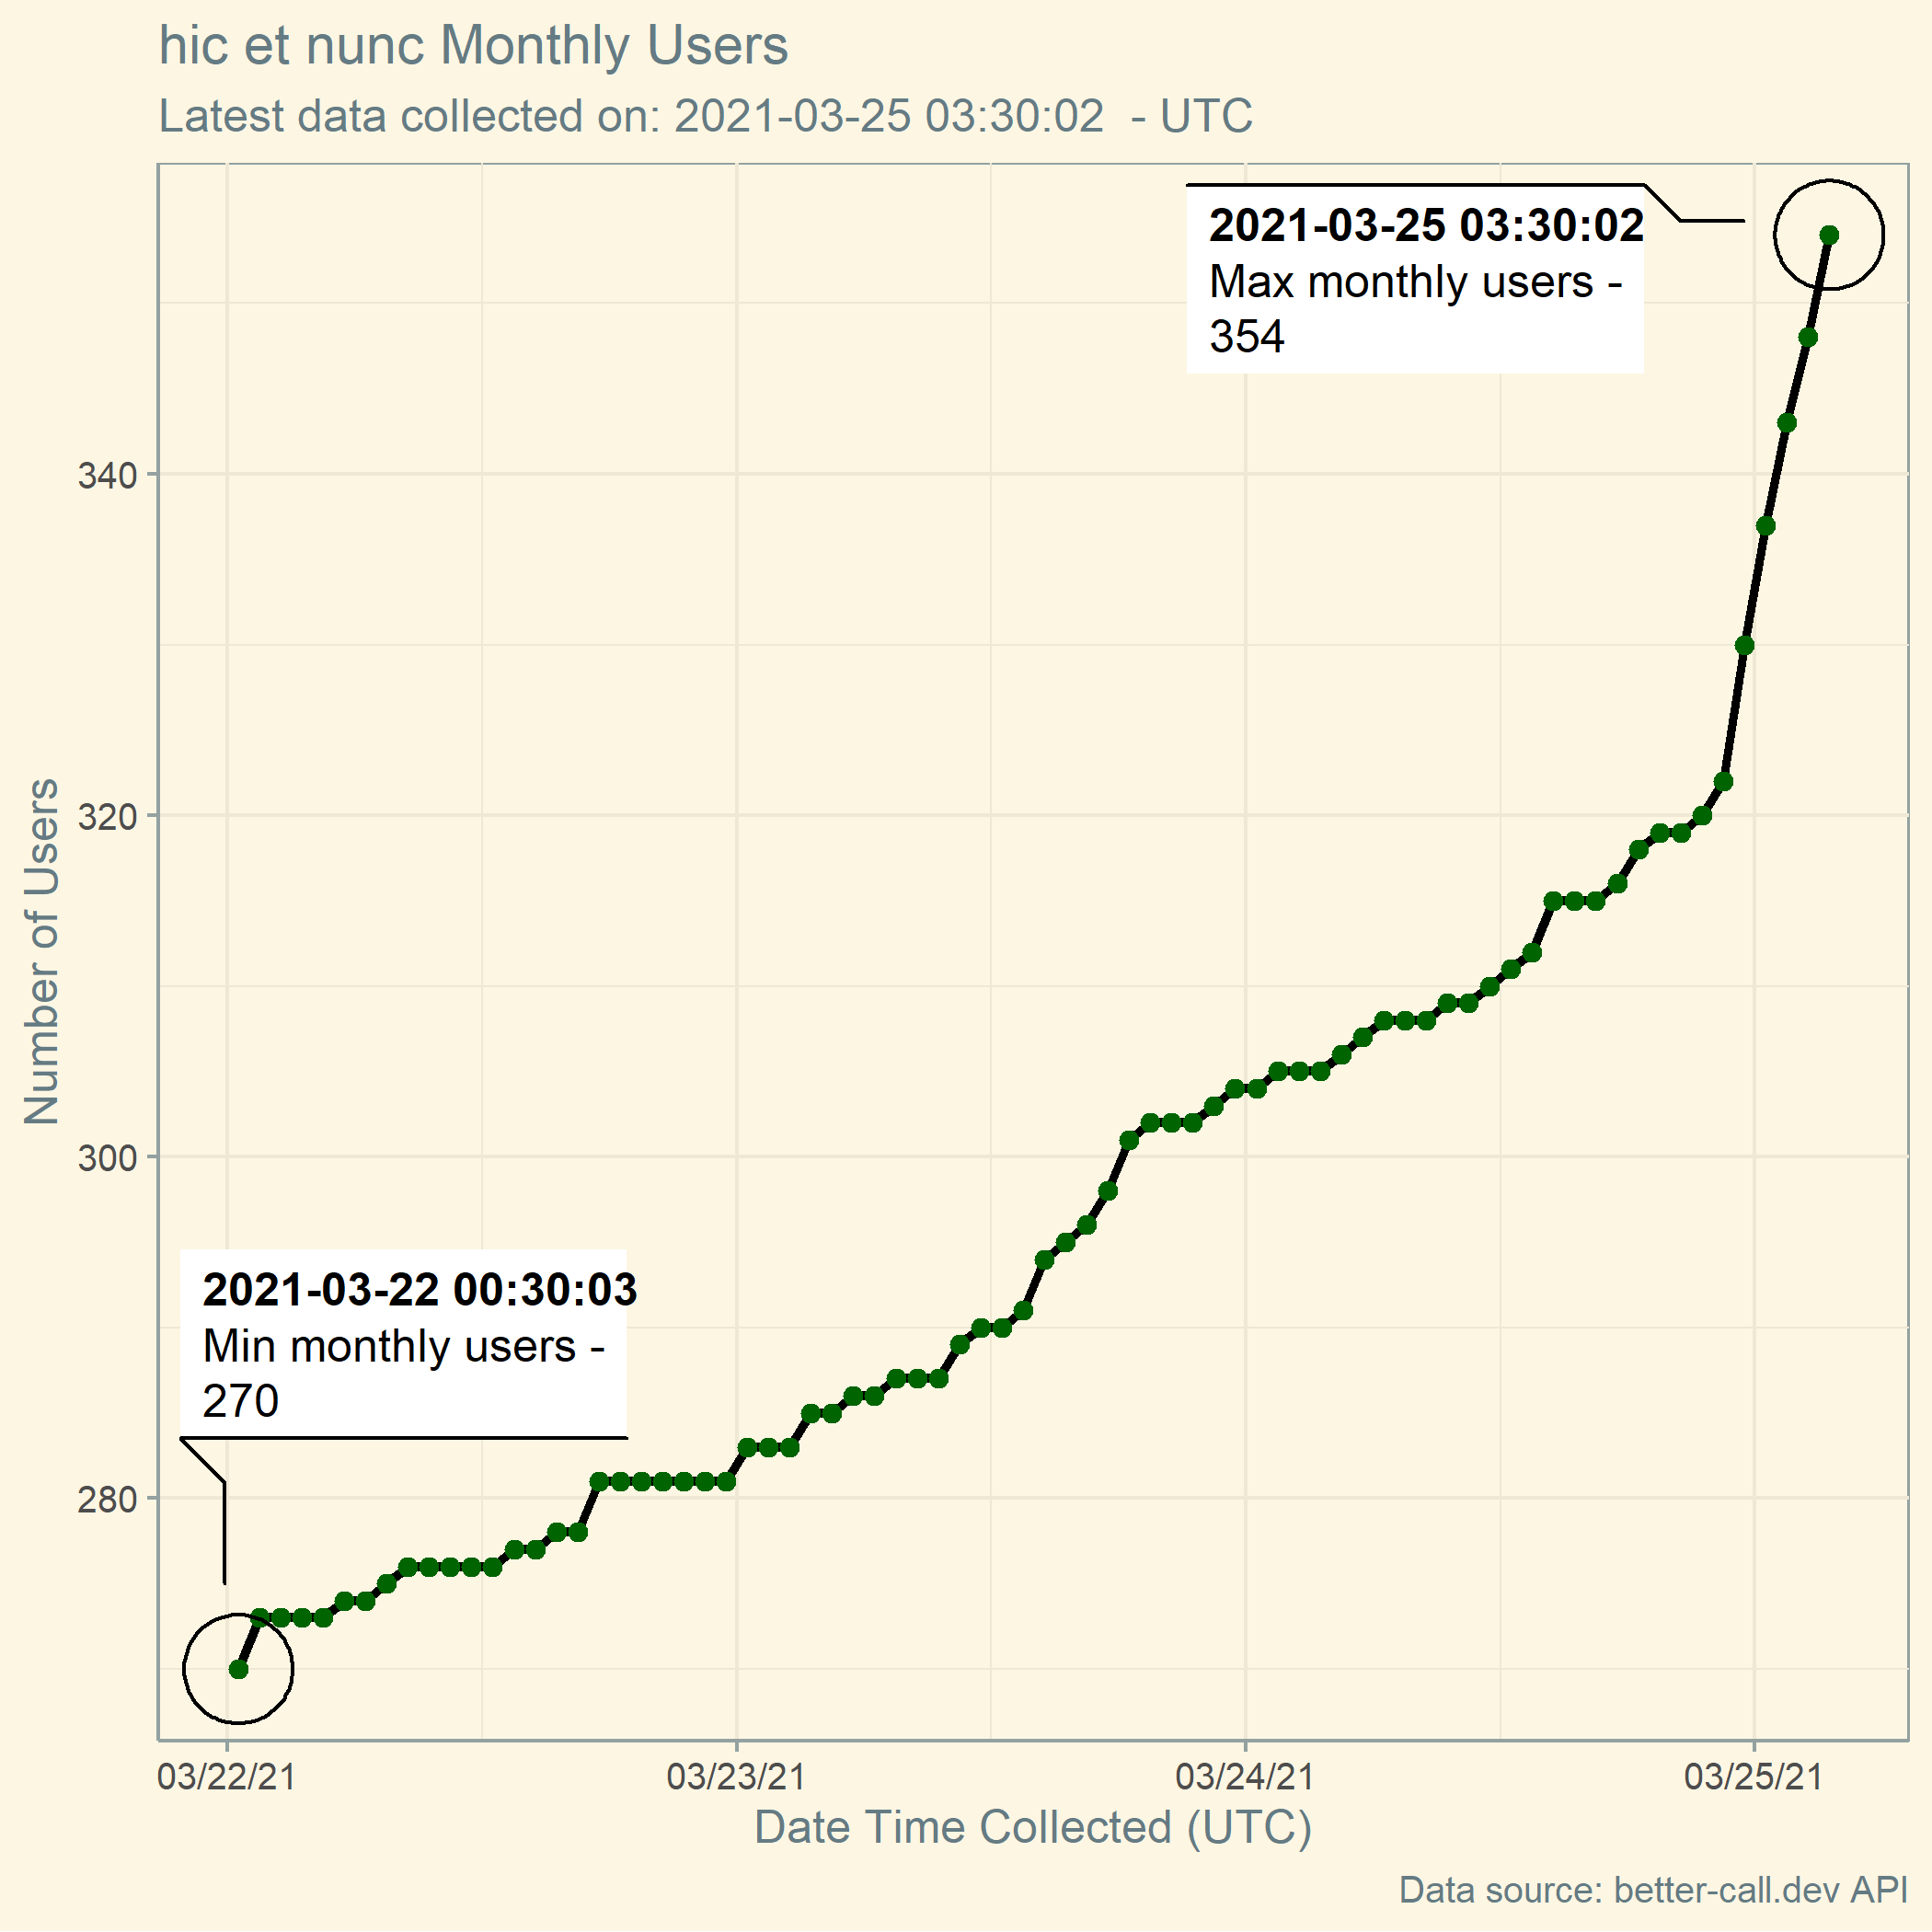 hic et nunc Monthly Users
Latest data collected on: 2021-03-25 03:30:02  - UTC
2021-03-25 03:30:02
Max monthly users -
354
340
320
300
280
Number of Users
2021-03-22 00:30:03
Min monthly users -
270
03/22/21 03/23/21 03/24/21 03/25/21
Date Time Collected (UTC)
Data source: better-call.dev API